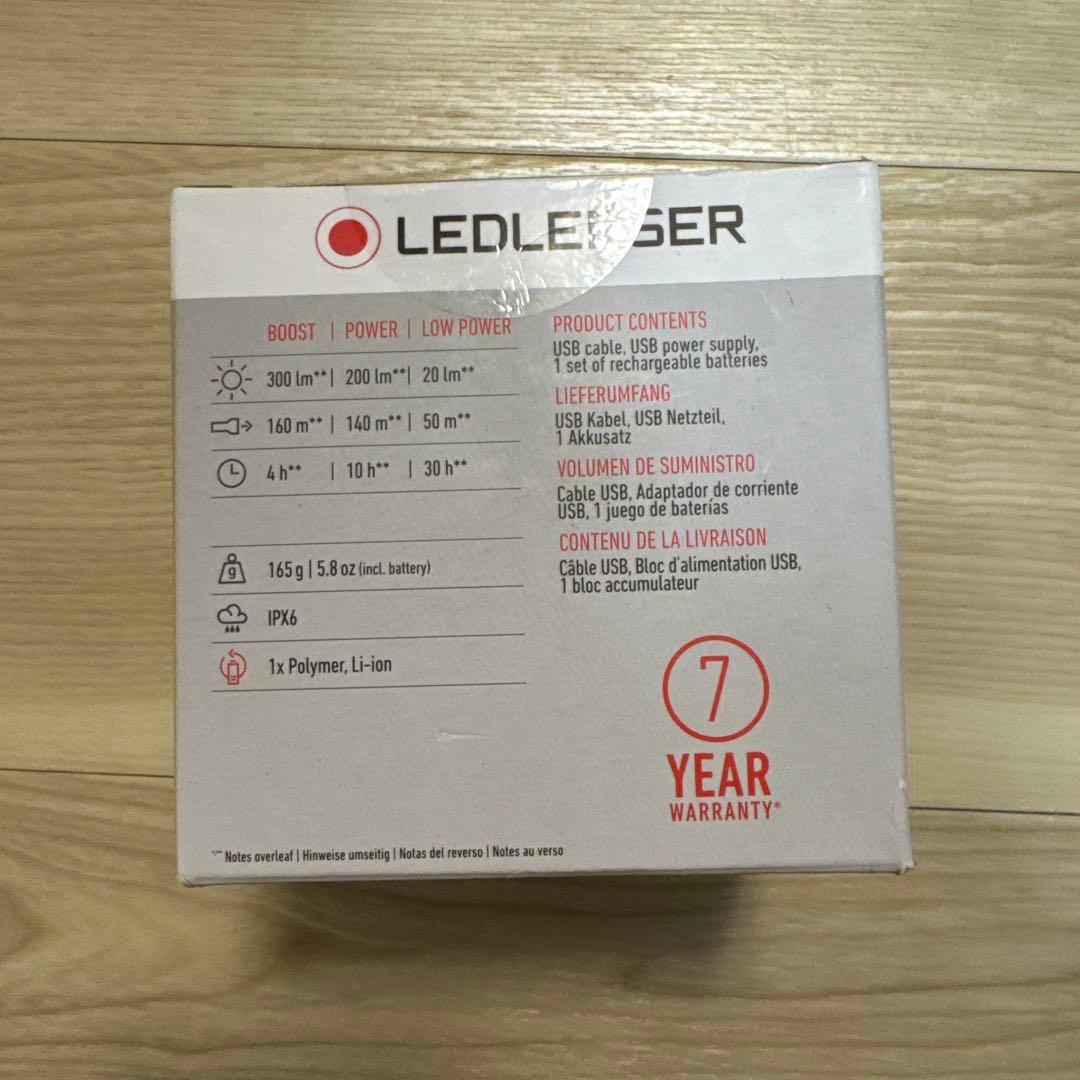 LEDLENSER
BOOST | POWER | LOW POWER
300 lm** | 200 lm** | 20 lm**
160 m** | 140 m** | 50 m**
4 h** | 10 h** | 30 h**
g
165 g | 5.8 oz (incl. battery)
IPX6
1x Polymer, Li-ion
PRODUCT CONTENTS
USB cable, USB power supply,
1 set of rechargeable batteries
LIEFERUMFANG
USB Kabel, USB Netzteil,
1 Akkusatz
VOLUMEN DE SUMINISTRO
Cable USB, Adaptador de corriente
USB, 1 juego de baterías
CONTENU DE LA LIVRAISON
Câble USB, Bloc d'alimentation USB,
1 bloc accumulateur
7
YEAR
WARRANTY*
*/** Notes overleaf | Hinweise umseitig | Notas del reverso | Notes au verso